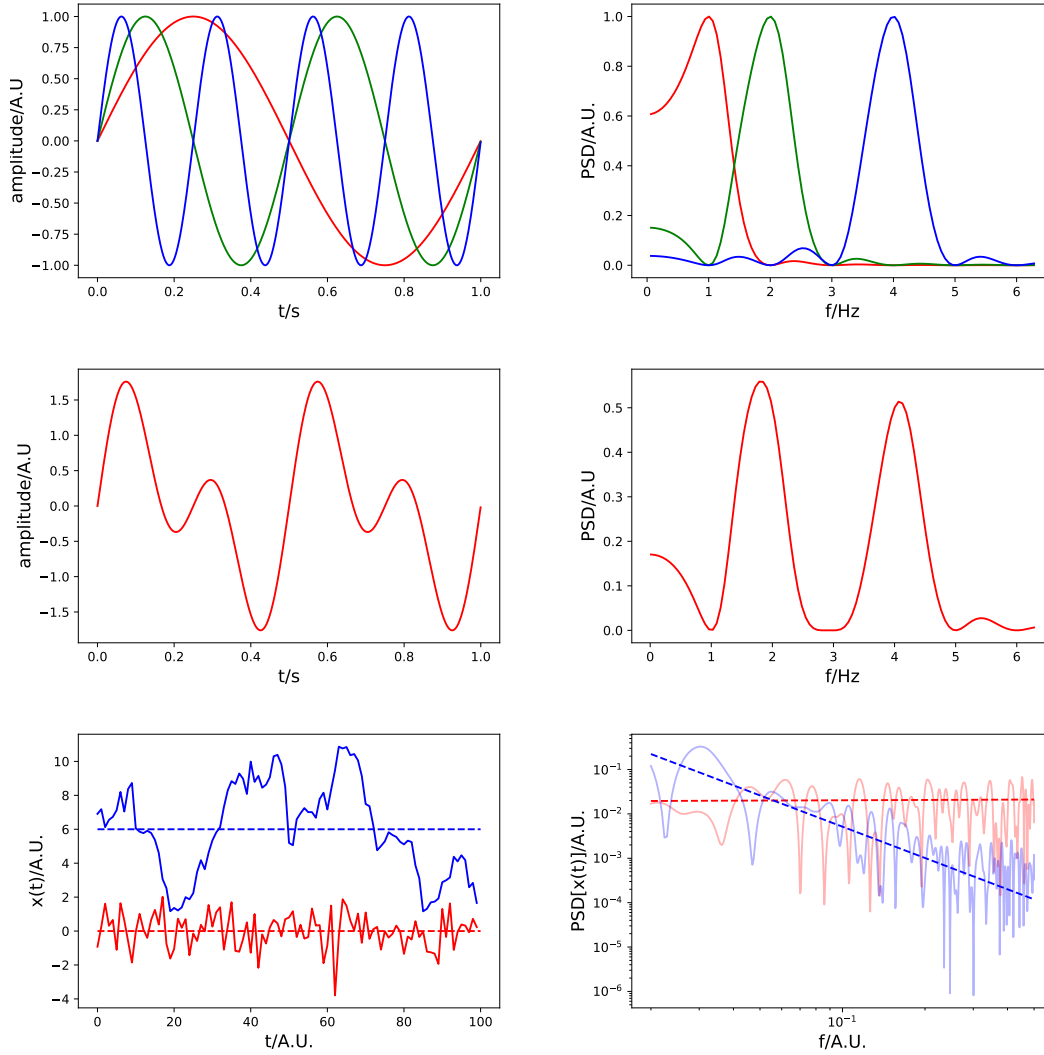 amplitude/A.U
1.00
0.75
0.50
0.25
0.00
−0.25
−0.50
−0.75
−1.00
0.0 0.2 0.4 0.6 0.8 1.0
t/s
PSD/A.U.
1.0
0.8
0.6
0.4
0.2
0.0
0 1 2 3 4 5 6
f/Hz
amplitude/A.U
1.5
1.0
0.5
0.0
−0.5
−1.0
−1.5
0.0 0.2 0.4 0.6 0.8 1.0
t/s
PSD/A.U
0.5
0.4
0.3
0.2
0.1
0.0
0 1 2 3 4 5 6
f/Hz
x(t)/A.U.
10
8
6
4
2
0
−2
−4
0 20 40 60 80 100
t/A.U.
PSD[x(t)]/A.U.
10⁻¹
10⁻²
10⁻³
10⁻⁴
10⁻⁵
10⁻⁶
10⁻¹
f/A.U.